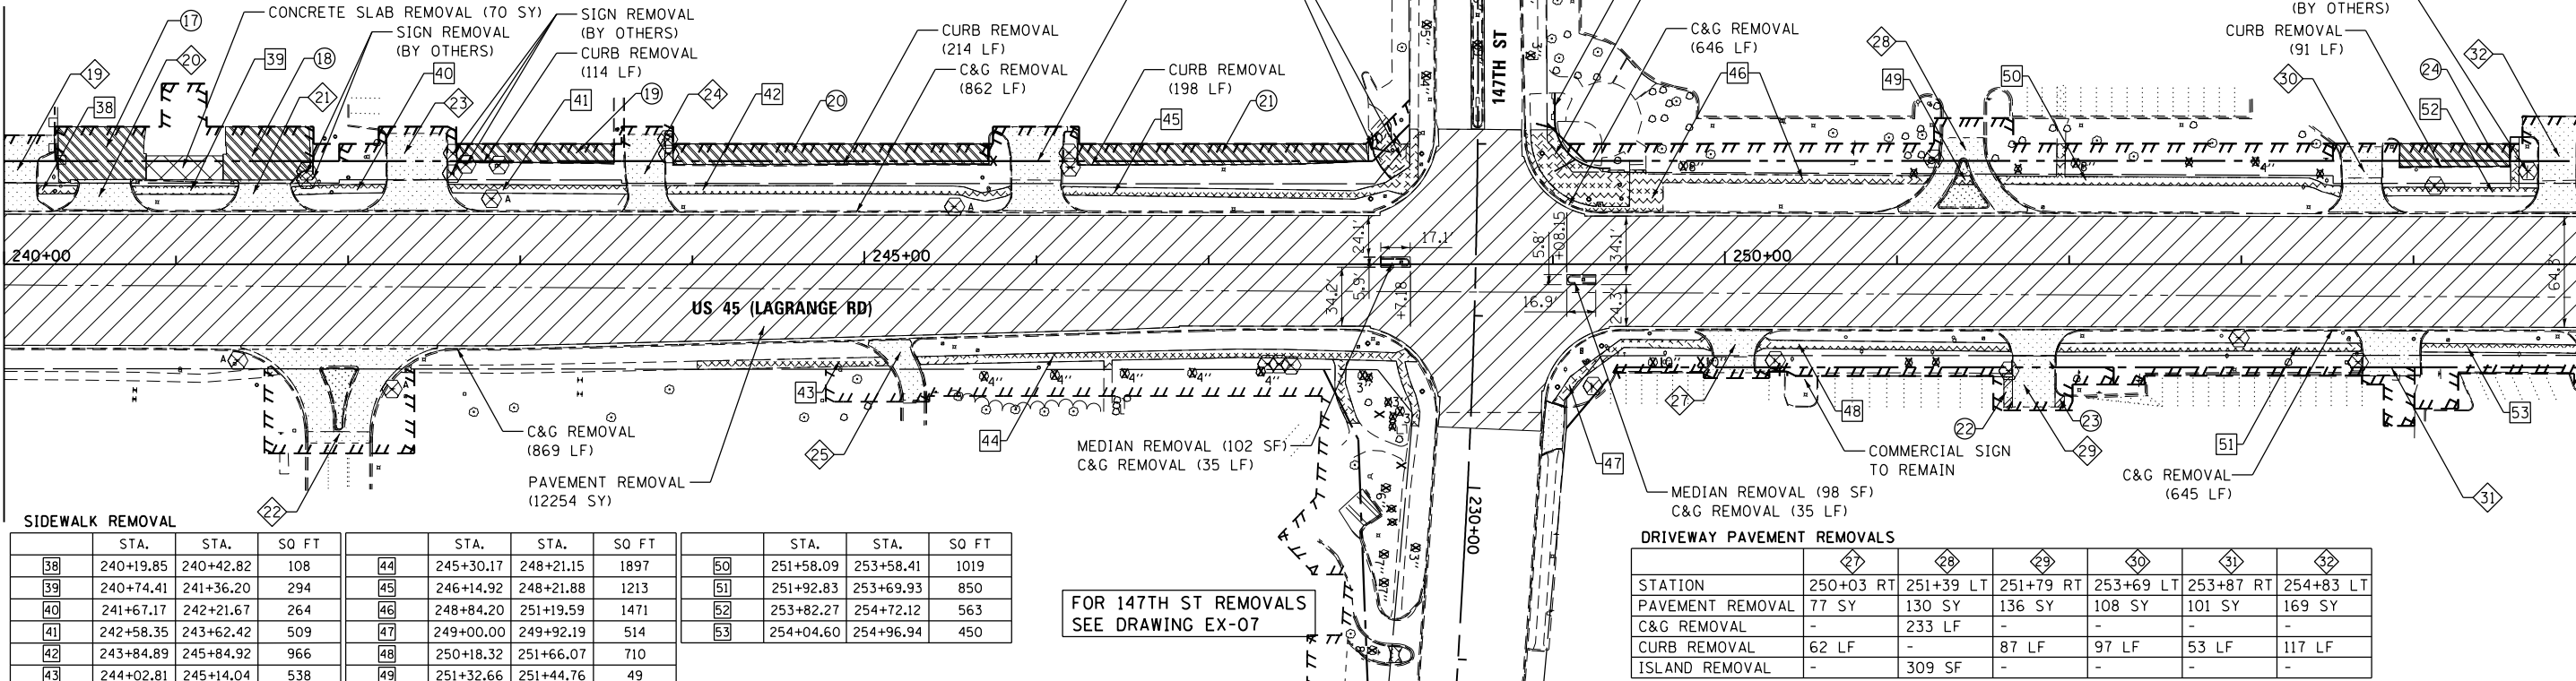 CONCRETE SLAB REMOVAL (70 SY)
SIGN REMOVAL
(BY OTHERS)
SIGN REMOVAL
(BY OTHERS)
CURB REMOVAL
(114 LF)
CURB REMOVAL
(214 LF)
C&G REMOVAL
(862 LF)
CURB REMOVAL
(198 LF)
147TH ST
C&G REMOVAL
(646 LF)
(BY OTHERS)
CURB REMOVAL
(91 LF)
17
20
39
18
19
38
21
40
23
41
19
24
42
20
45
21
46
49
28
50
30
24
52
32
240+00
245+00
250+00
24.1'
17.1
5.8'
+08.15
34.1'
34.2'
5.9'
+7.18
16.9'
24.3'
64.3'
US 45 (LAGRANGE RD)
A
A
A
C&G REMOVAL
(869 LF)
PAVEMENT REMOVAL
(12254 SY)
22
43
25
44
MEDIAN REMOVAL (102 SF)
C&G REMOVAL (35 LF)
230+00
47
27
48
COMMERCIAL SIGN
TO REMAIN
MEDIAN REMOVAL (98 SF)
C&G REMOVAL (35 LF)
22
23
29
51
C&G REMOVAL
(645 LF)
53
31
SIDEWALK REMOVAL
STA. STA. SQ FT STA. STA. SQ FT STA. STA. SQ FT
38 240+19.85 240+42.82 108 44 245+30.17 248+21.15 1897 50 251+58.09 253+58.41 1019
39 240+74.41 241+36.20 294 45 246+14.92 248+21.88 1213 51 251+92.83 253+69.93 850
40 241+67.17 242+21.67 264 46 248+84.20 251+19.59 1471 52 253+82.27 254+72.12 563
41 242+58.35 243+62.42 509 47 249+00.00 249+92.19 514 53 254+04.60 254+96.94 450
42 243+84.89 245+84.92 966 48 250+18.32 251+66.07 710
43 244+02.81 245+14.04 538 49 251+32.66 251+44.76 49
FOR 147TH ST REMOVALS
SEE DRAWING EX-07
DRIVEWAY PAVEMENT REMOVALS
27 28 29 30 31 32
STATION 250+03 RT 251+39 LT 251+79 RT 253+69 LT 253+87 RT 254+83 LT
PAVEMENT REMOVAL 77 SY 130 SY 136 SY 108 SY 101 SY 169 SY
C&G REMOVAL - 233 LF - - - -
CURB REMOVAL 62 LF - 87 LF 97 LF 53 LF 117 LF
ISLAND REMOVAL - 309 SF - - - -